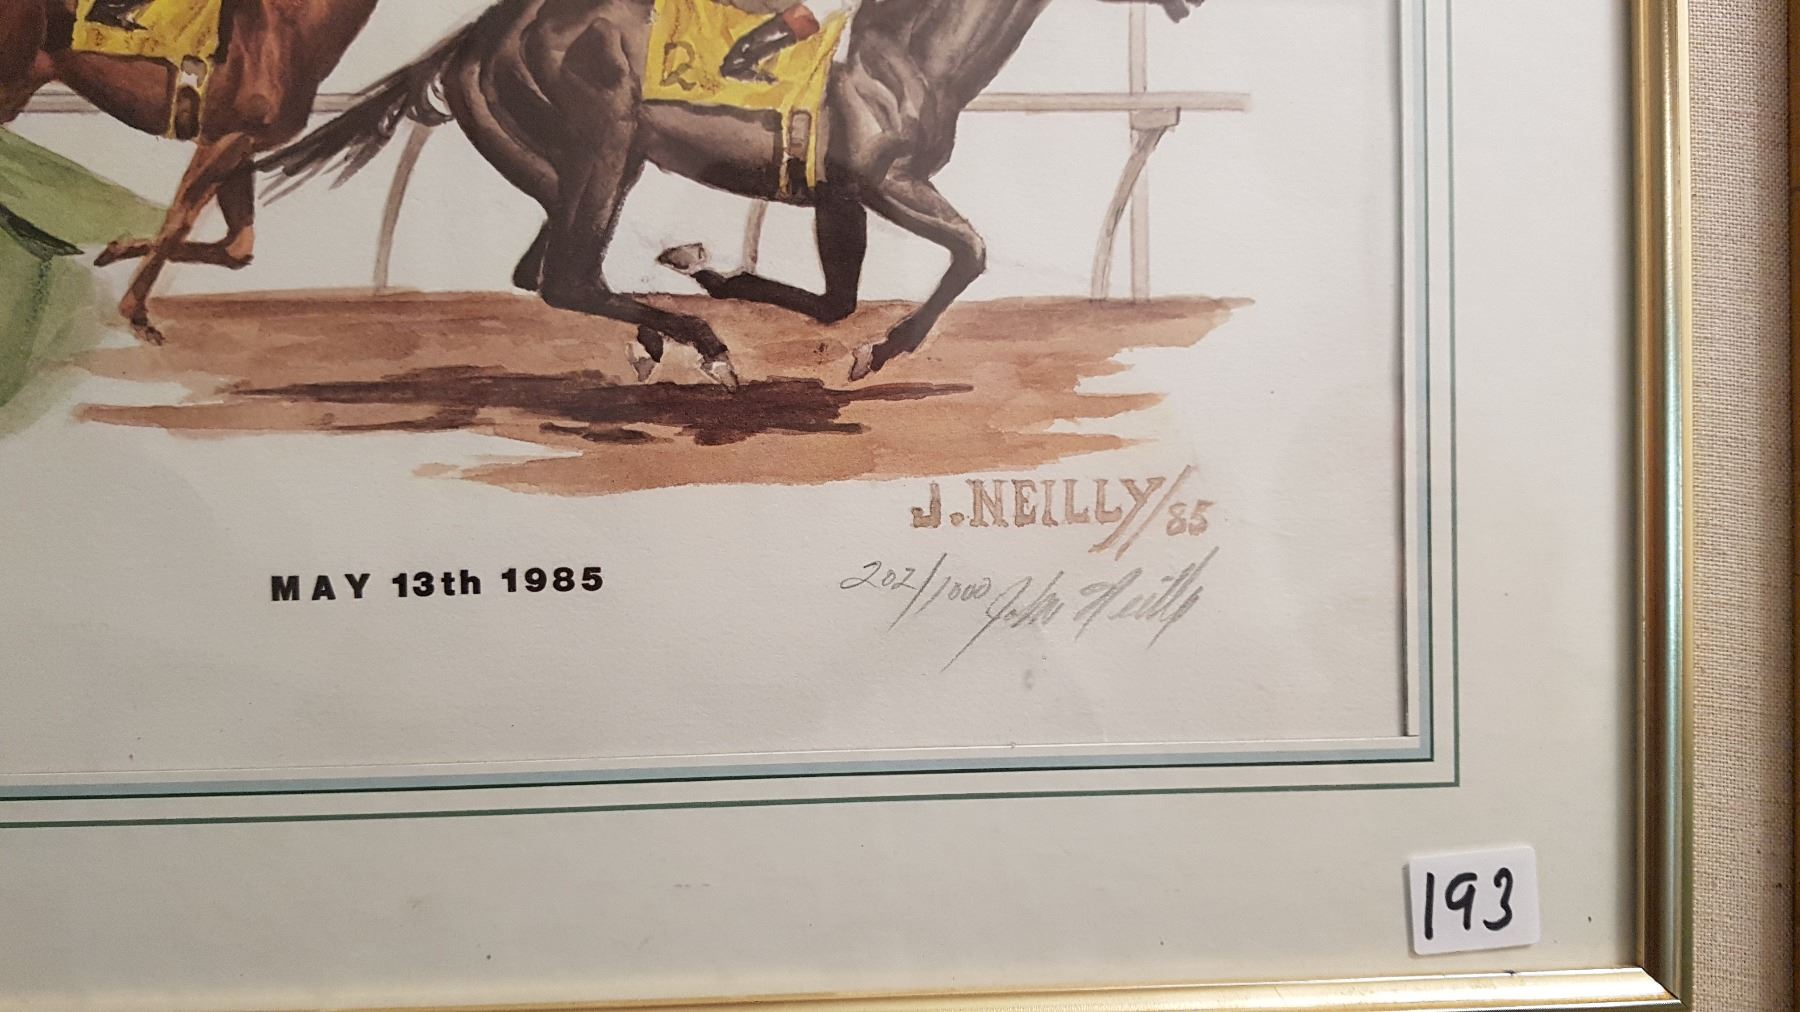 R
J. NEILLY/85
MAY 13th 1985
202/1000 John Neilly
193